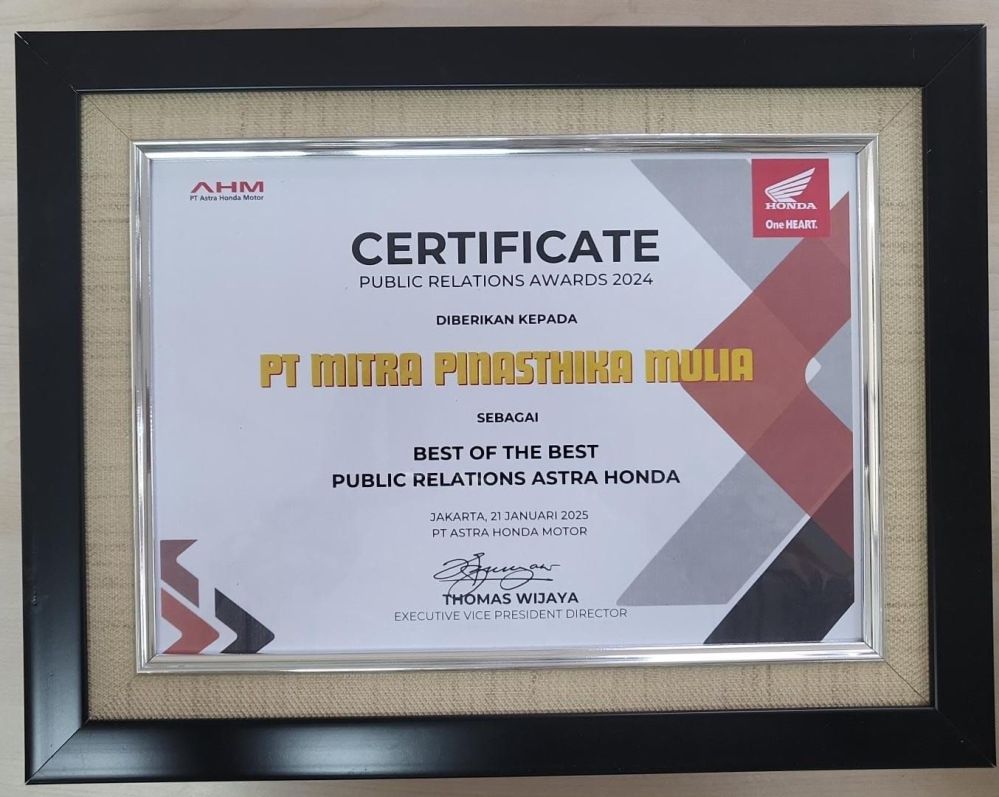 AHM
PT Astra Honda Motor
HONDA
One HEART.
CERTIFICATE
PUBLIC RELATIONS AWARDS 2024
DIBERIKAN KEPADA
PT MITRA PINASTHIKA MULIA
SEBAGAI
BEST OF THE BEST
PUBLIC RELATIONS ASTRA HONDA
JAKARTA, 21 JANUARI 2025
PT ASTRA HONDA MOTOR
THOMAS WIJAYA
EXECUTIVE VICE PRESIDENT DIRECTOR